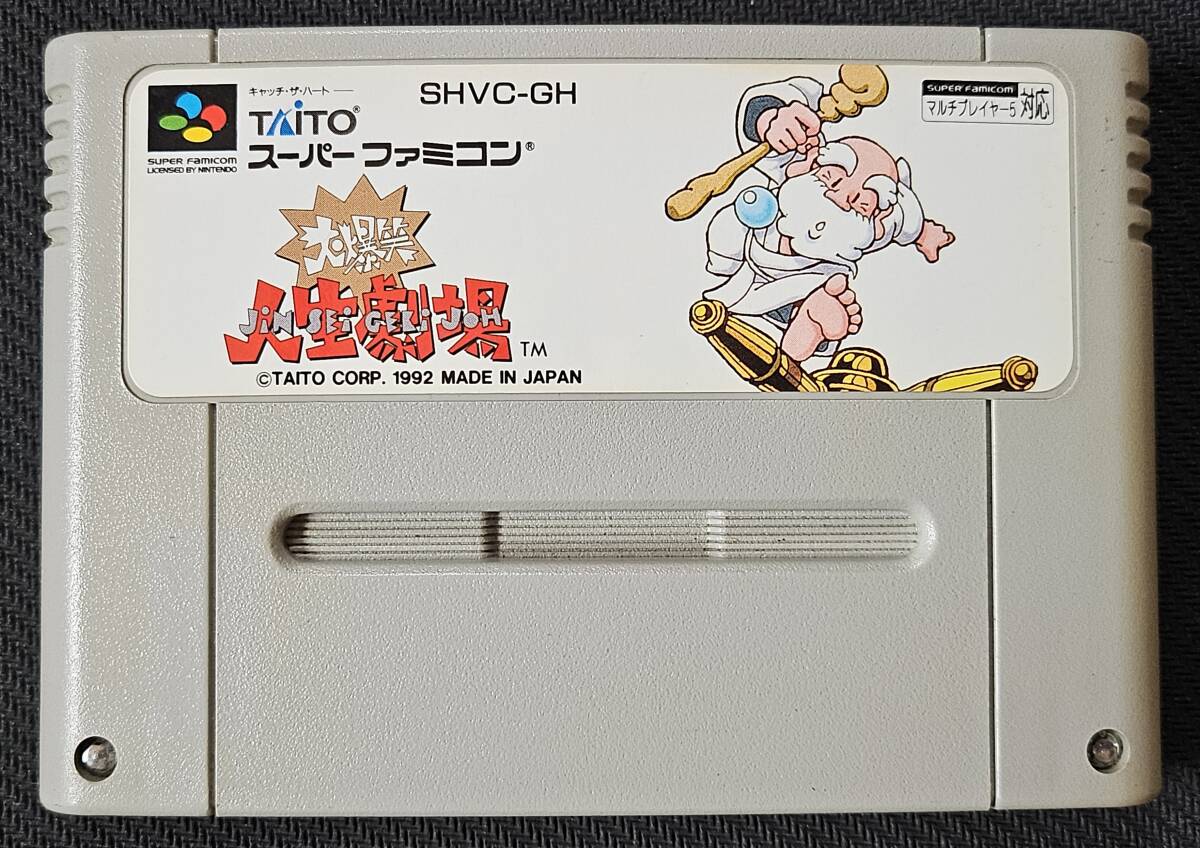 キャッチ・ザ・ハート
TAITO®
SHVC-GH
SUPER FAMICOM
マルチプレイヤー5 対応
SUPER FAMICOM
LICENSED BY NINTENDO
スーパーファミコン®
大爆笑
人生劇場
JINSEI GEKIJOH
TM
©TAITO CORP. 1992 MADE IN JAPAN